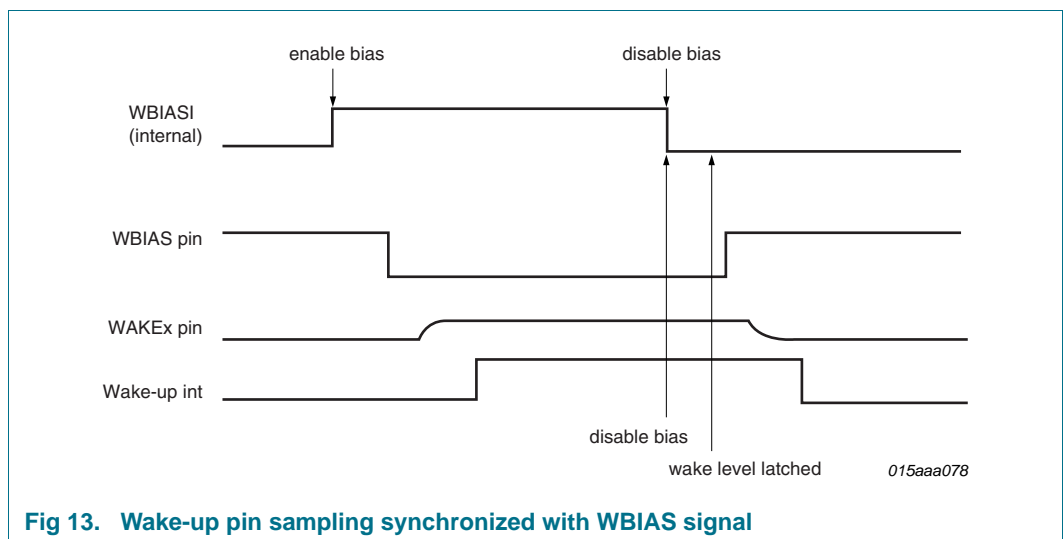 enable bias
disable bias
WBIASI
(internal)
WBIAS pin
WAKEx pin
Wake-up int
disable bias
wake level latched
015aaa078
Fig 13. Wake-up pin sampling synchronized with WBIAS signal